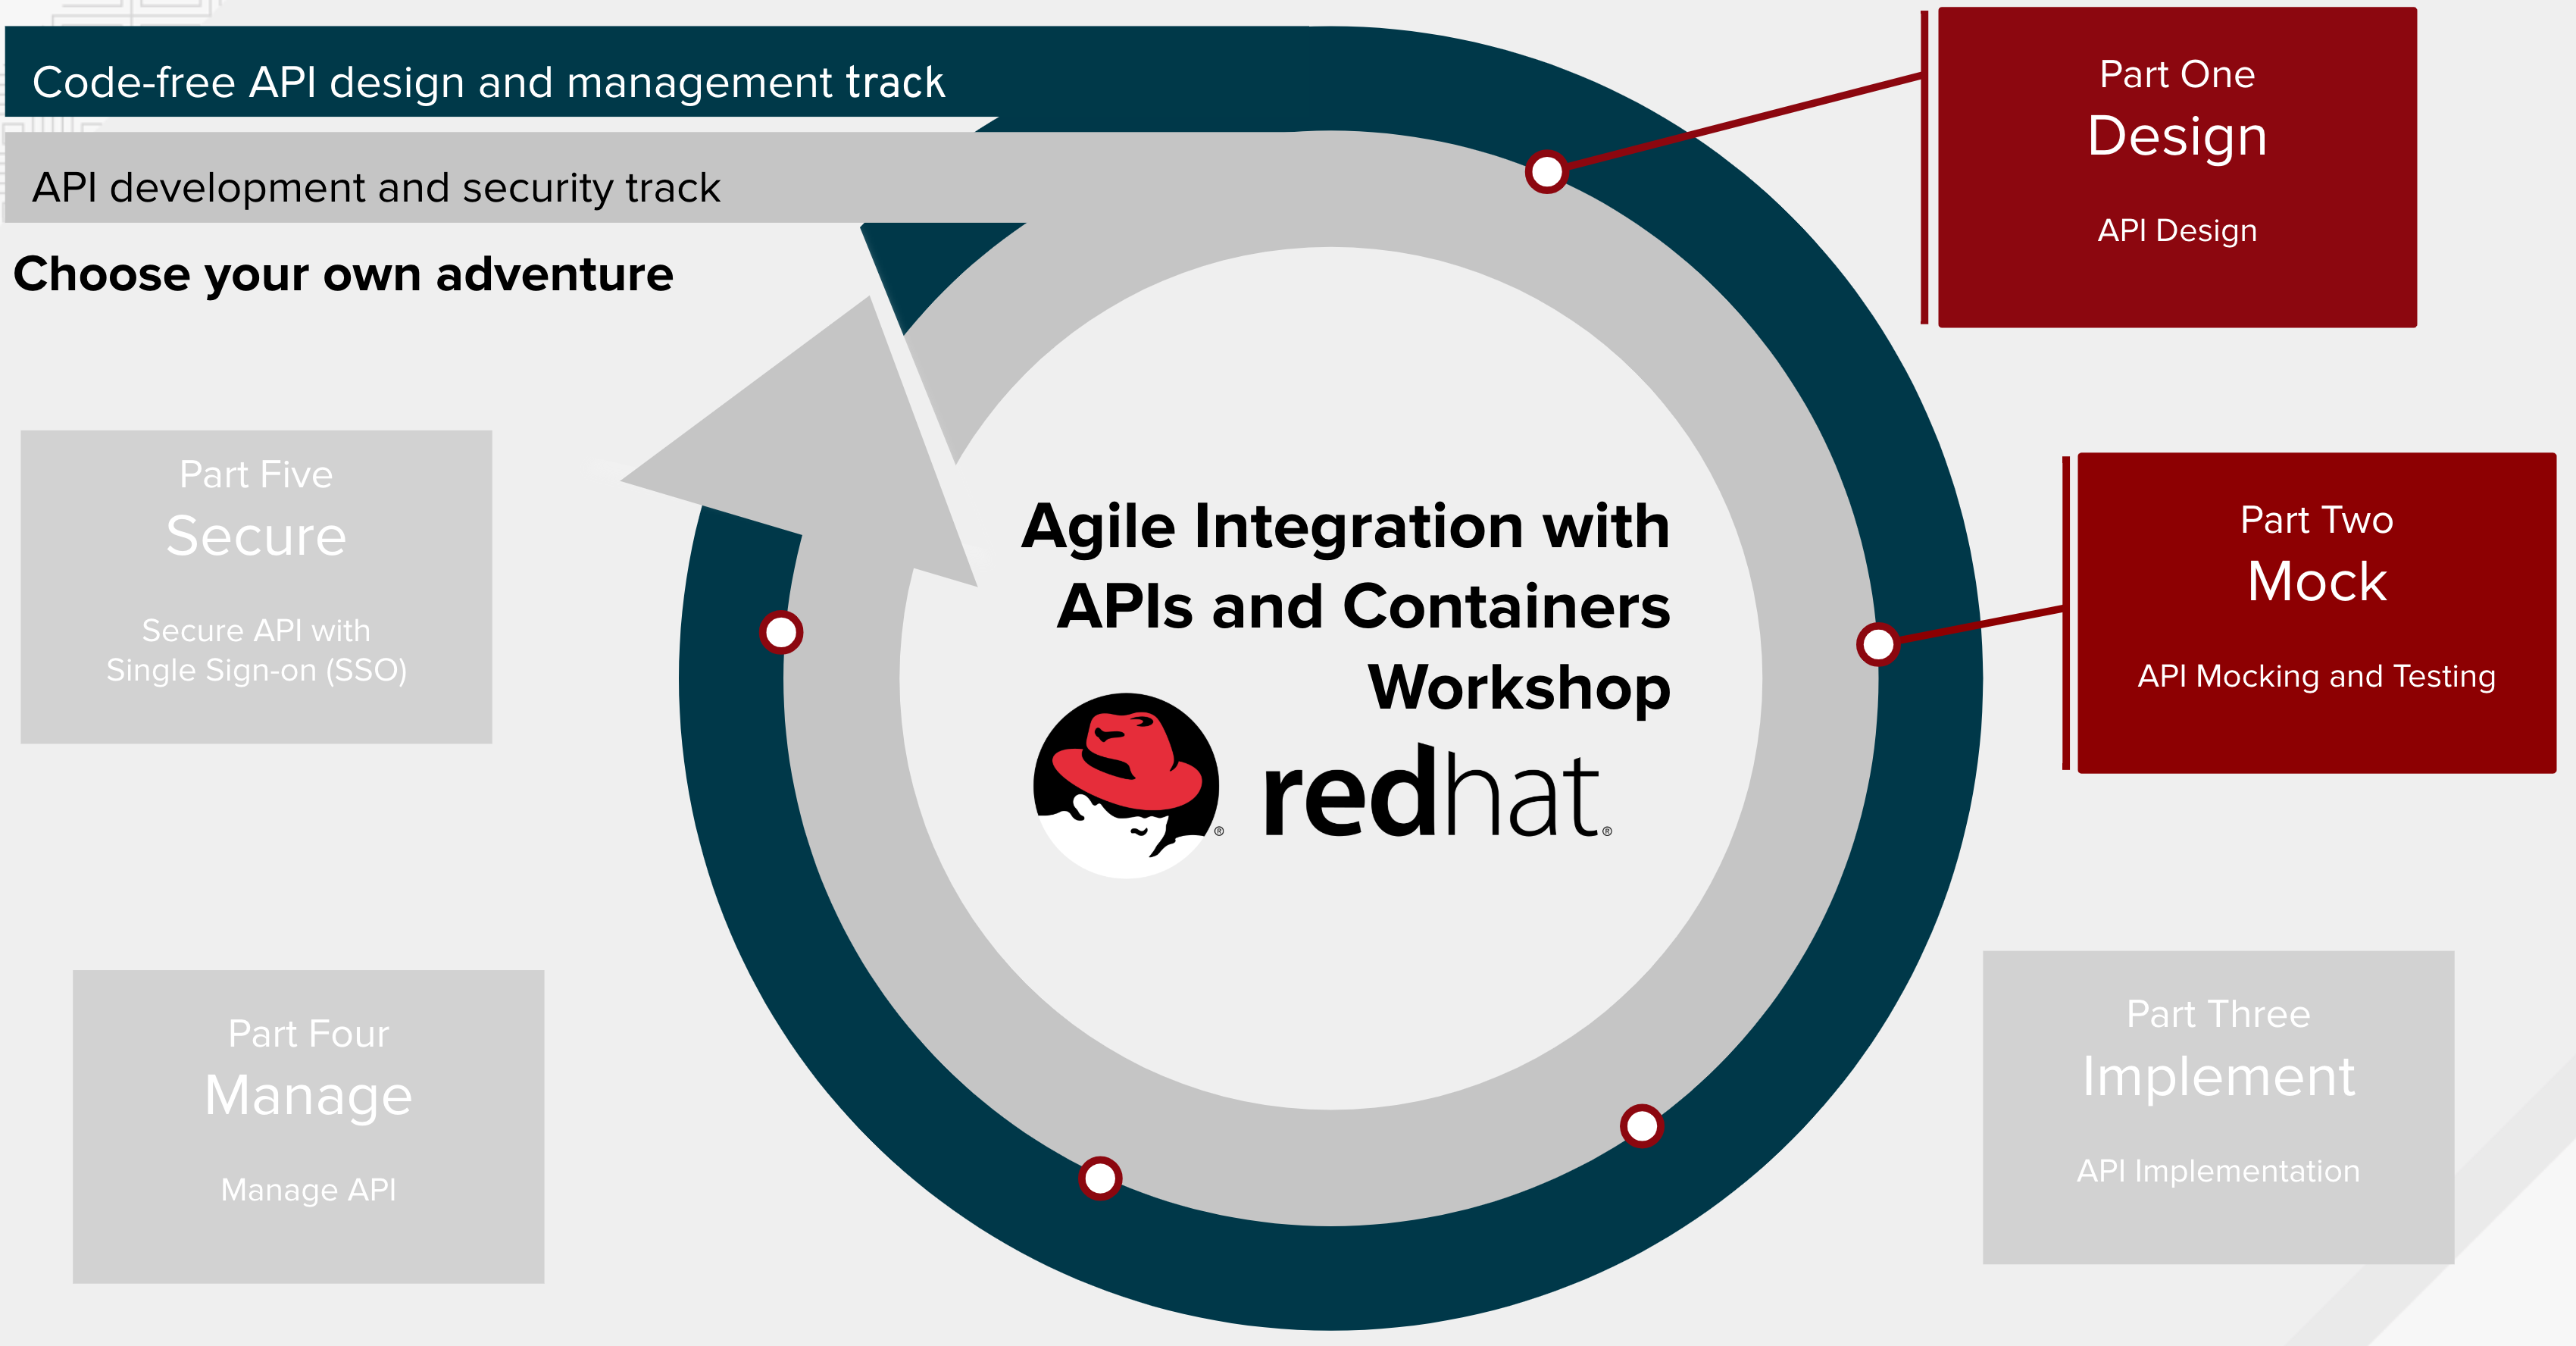 Code-free API design and management track
API development and security track
Choose your own adventure
Part One
Design
API Design
Part Two
Mock
API Mocking and Testing
Part Three
Implement
API Implementation
Part Four
Manage
Manage API
Part Five
Secure
Secure API with
Single Sign-on (SSO)
Agile Integration with
APIs and Containers
Workshop
®
redhat®